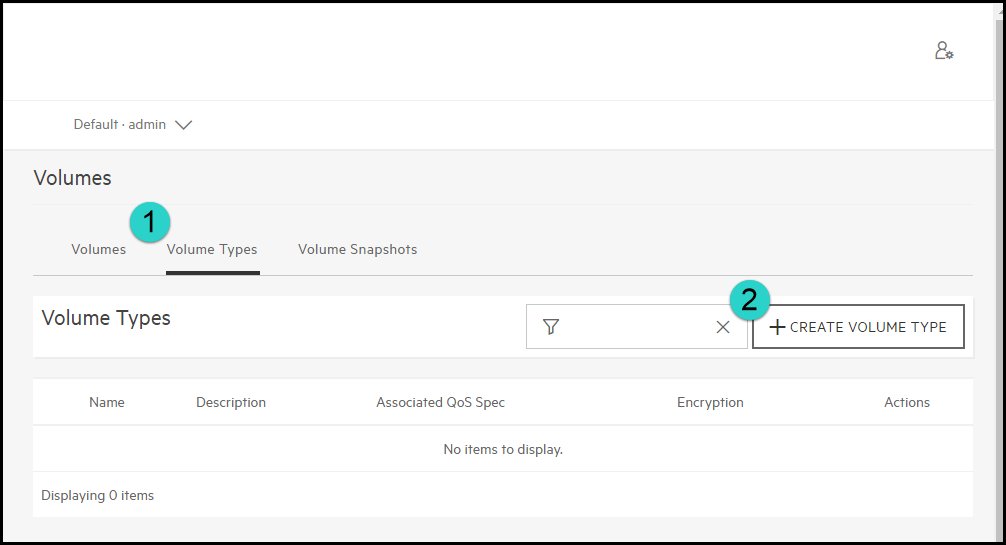 Default · admin
Volumes
1
Volumes Volume Types Volume Snapshots
2
Volume Types + CREATE VOLUME TYPE
Name Description Associated QoS Spec Encryption Actions
No items to display.
Displaying 0 items